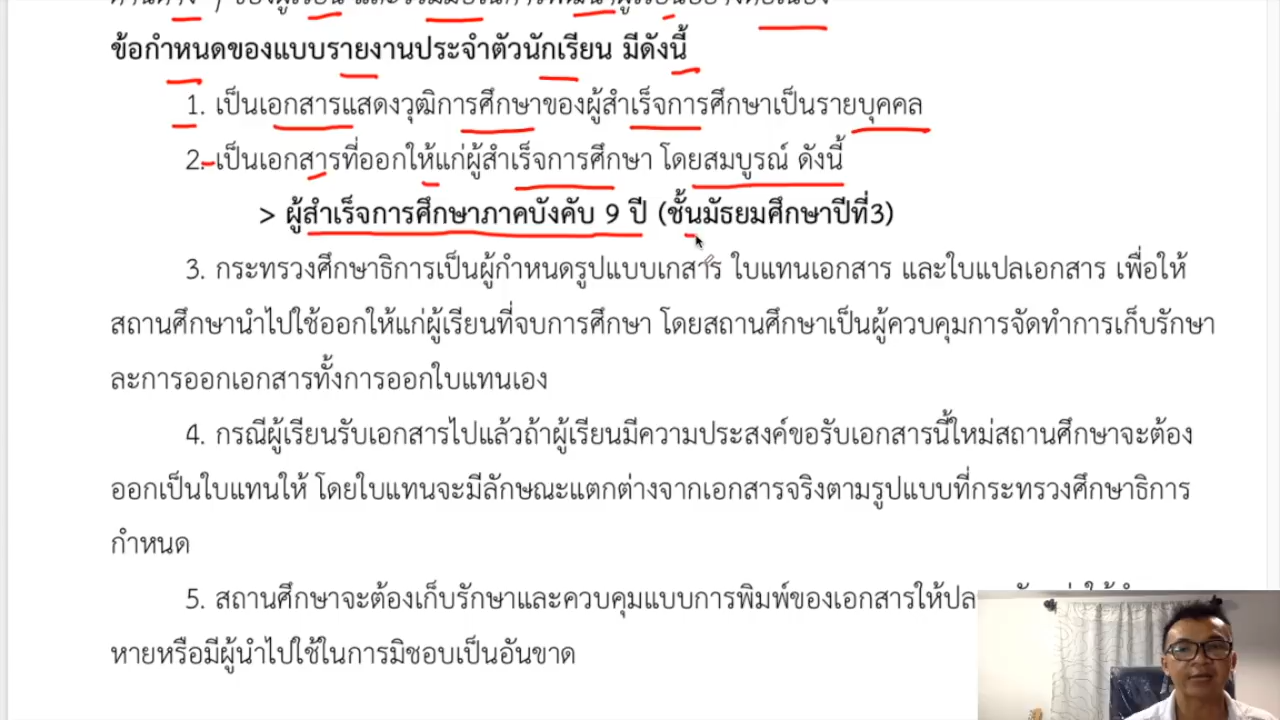 ข้อกำหนดของแบบรายงานประจำตัวนักเรียน มีดังนี้
1. เป็นเอกสารแสดงวุฒิการศึกษาของผู้สำเร็จการศึกษาเป็นรายบุคคล
2. เป็นเอกสารที่ออกให้แก่ผู้สำเร็จการศึกษา โดยสมบูรณ์ ดังนี้
> ผู้สำเร็จการศึกษาภาคบังคับ 9 ปี (ชั้นมัธยมศึกษาปีที่3)
3. กระทรวงศึกษาธิการเป็นผู้กำหนดรูปแบบเกสาร ใบแทนเอกสาร และใบแปลเอกสาร เพื่อให้
สถานศึกษานำไปใช้ออกให้แก่ผู้เรียนที่จบการศึกษา โดยสถานศึกษาเป็นผู้ควบคุมการจัดทำการเก็บรักษา
ละการออกเอกสารทั้งการออกใบแทนเอง
4. กรณีผู้เรียนรับเอกสารไปแล้วถ้าผู้เรียนมีความประสงค์ขอรับเอกสารนี้ใหม่สถานศึกษาจะต้อง
ออกเป็นใบแทนให้ โดยใบแทนจะมีลักษณะแตกต่างจากเอกสารจริงตามรูปแบบที่กระทรวงศึกษาธิการ
กำหนด
5. สถานศึกษาจะต้องเก็บรักษาและควบคุมแบบการพิมพ์ของเอกสารให้
หายหรือมีผู้นำไปใช้ในการมิชอบเป็นอันขาด